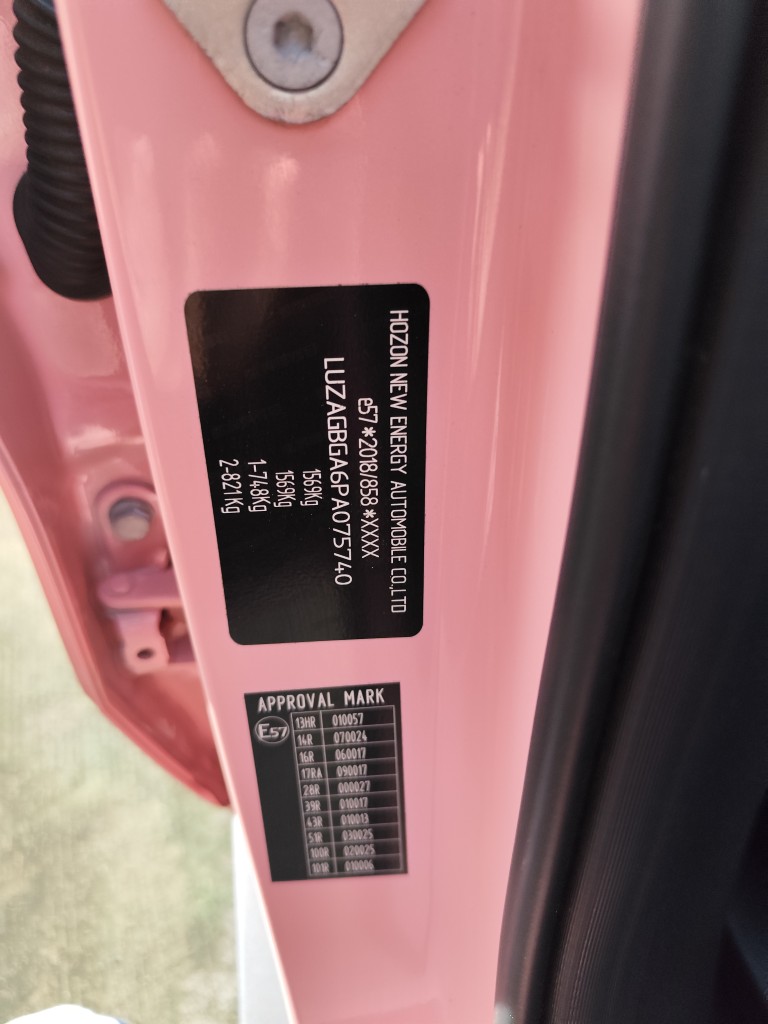 HOZON NEW ENERGY AUTOMOBILE CO.,LTD
e57*2018/858*XXXX
LUZAGBGA6PA075740
1569Kg
1569Kg
1-748Kg
2-821Kg
APPROVAL MARK
E57
13HR 010057
14R 070024
16R 060017
17RA 090017
28R 000027
39R 010017
43R 010013
51R 030025
100R 020025
101R 010006